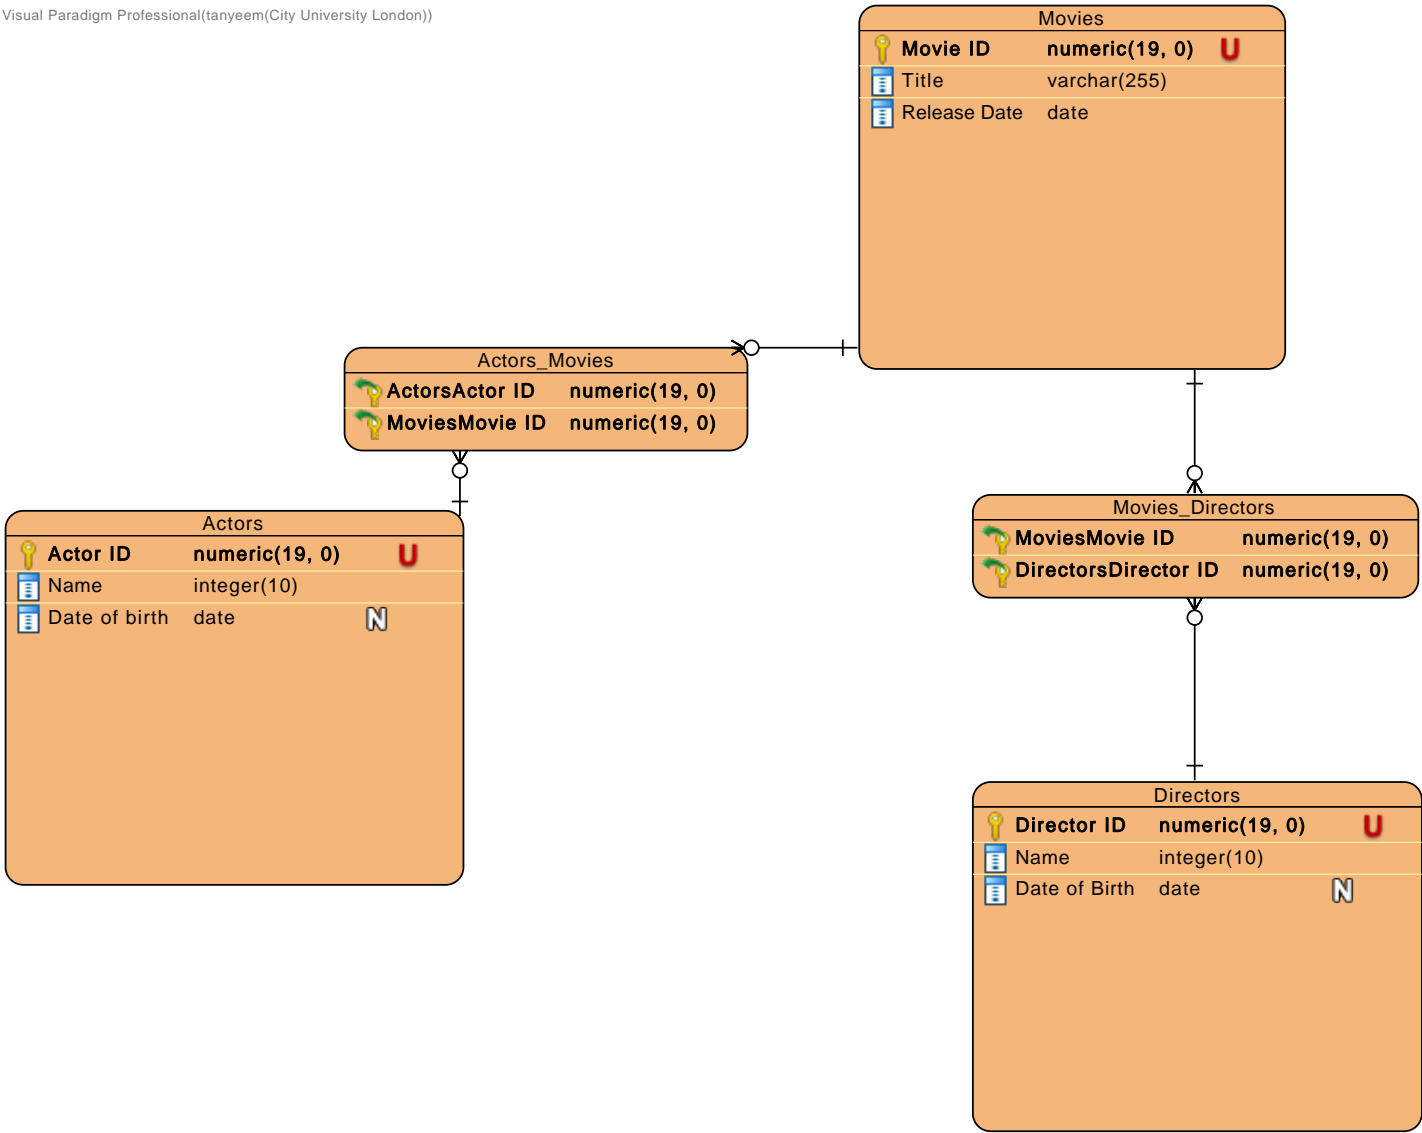 Visual Paradigm Professional(tanyeem(City University London))
Movies
Movie ID numeric(19, 0) U
Title varchar(255)
Release Date date
Actors_Movies
ActorsActor ID numeric(19, 0)
MoviesMovie ID numeric(19, 0)
Actors
Actor ID numeric(19, 0) U
Name integer(10)
Date of birth date N
Movies_Directors
MoviesMovie ID numeric(19, 0)
DirectorsDirector ID numeric(19, 0)
Directors
Director ID numeric(19, 0) U
Name integer(10)
Date of Birth date N